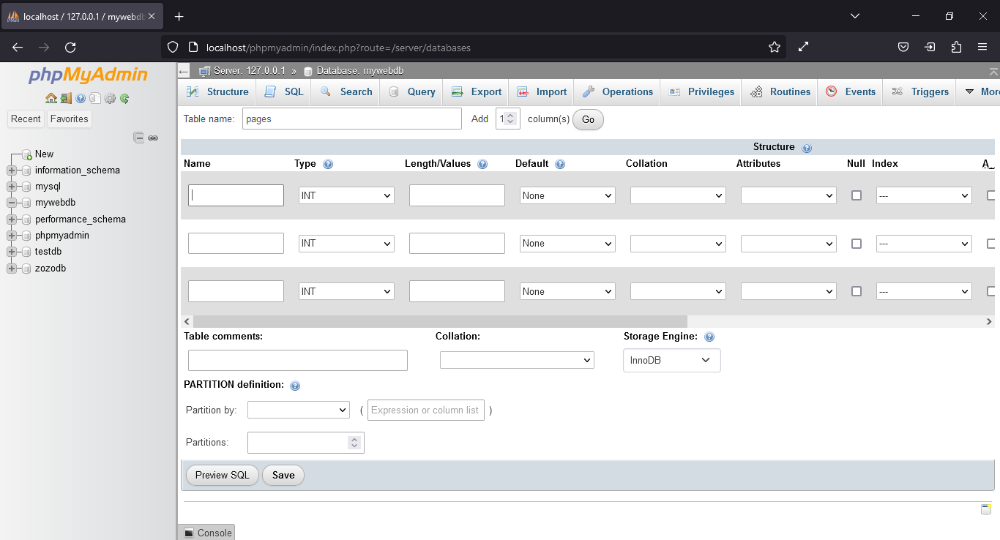 localhost / 127.0.0.1 / mywebdb
localhost/phpmyadmin/index.php?route=/server/databases
phpMyAdmin
Recent Favorites
New
information_schema
mysql
mywebdb
performance_schema
phpmyadmin
testdb
zozodb
Server: 127.0.0.1 » Database: mywebdb
Structure SQL Search Query Export Import Operations Privileges Routines Events Triggers More
Table name: pages Add 1 column(s) Go
Structure
Name Type Length/Values Default Collation Attributes Null Index A_
INT None ---
INT None ---
INT None ---
Table comments: Collation: Storage Engine:
InnoDB
PARTITION definition:
Partition by: ( Expression or column list )
Partitions:
Preview SQL Save
Console